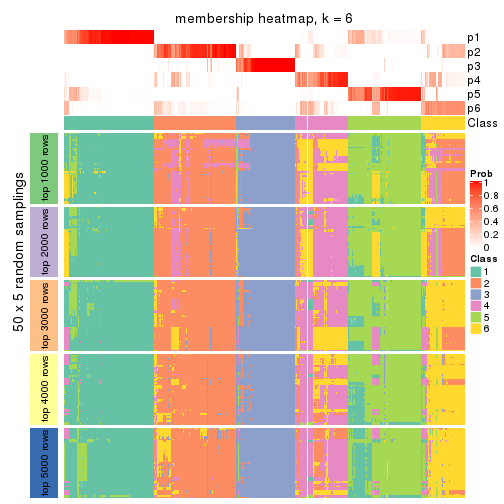 membership heatmap, k = 6
p1
p2
p3
p4
p5
p6
Class
50 x 5 random samplings
top 1000 rows
top 2000 rows
top 3000 rows
top 4000 rows
top 5000 rows
Prob
1
0.8
0.6
0.4
0.2
0
Class
1
2
3
4
5
6